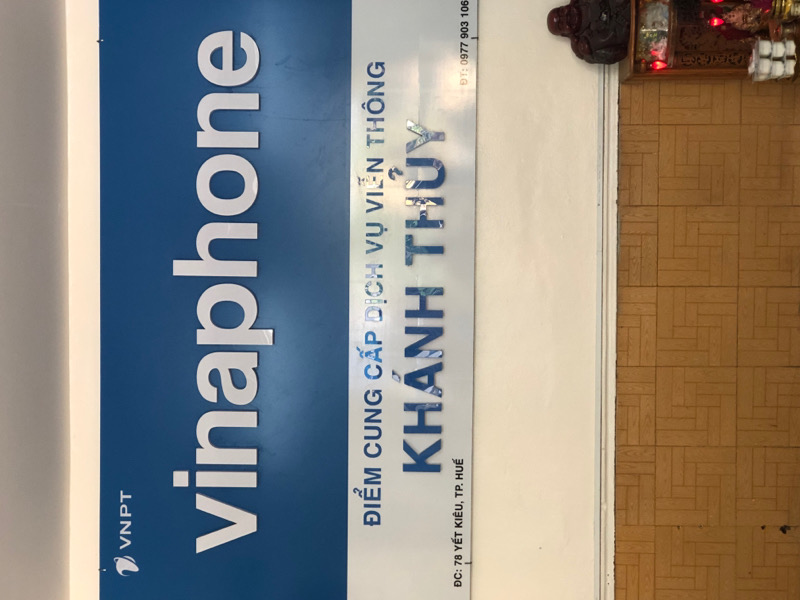 VNPT
vinaphone
ĐIỂM CUNG CẤP DỊCH VỤ VIỄN THÔNG
KHÁNH THỦY
ĐC: 78 YẾT KIÊU, TP. HUẾ
ĐT: 0977 903 106